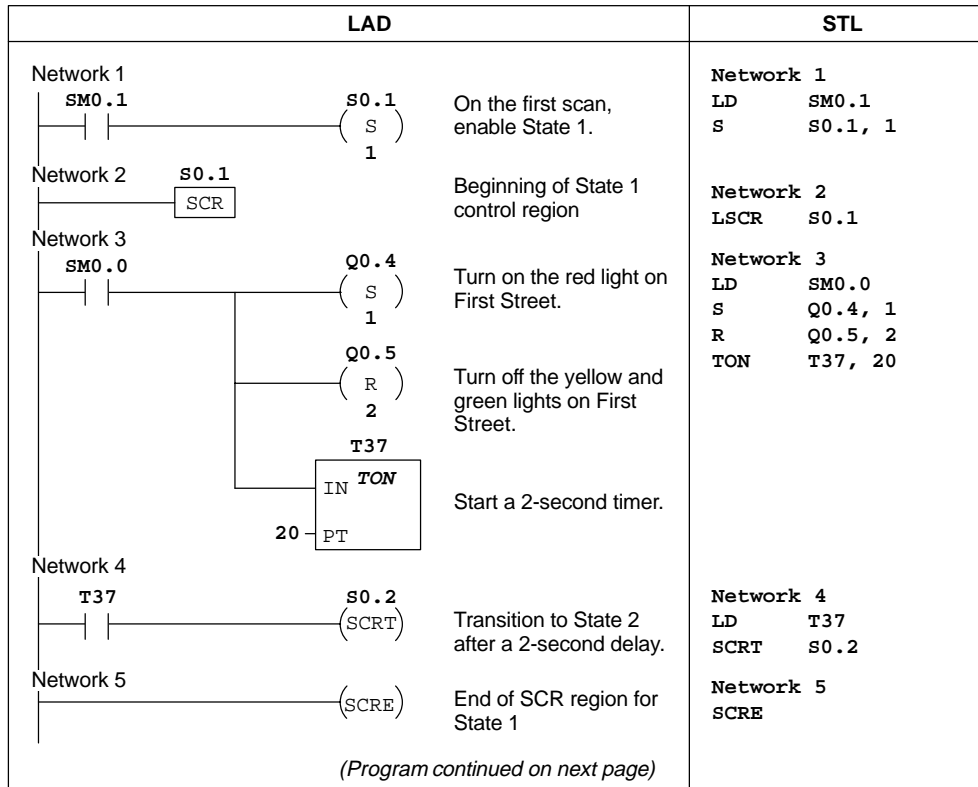 LAD
STL
Network 1
SM0.1
S0.1
S
1
On the first scan,
enable State 1.
Network 1
LD SM0.1
S S0.1, 1
Network 2
S0.1
SCR
Beginning of State 1
control region
Network 2
LSCR S0.1
Network 3
SM0.0
Q0.4
S
1
Turn on the red light on
First Street.
Q0.5
R
2
Turn off the yellow and
green lights on First
Street.
T37
IN TON
20 PT
Start a 2-second timer.
Network 3
LD SM0.0
S Q0.4, 1
R Q0.5, 2
TON T37, 20
Network 4
T37
S0.2
SCRT
Transition to State 2
after a 2-second delay.
Network 4
LD T37
SCRT S0.2
Network 5
SCRE
End of SCR region for
State 1
Network 5
SCRE
(Program continued on next page)